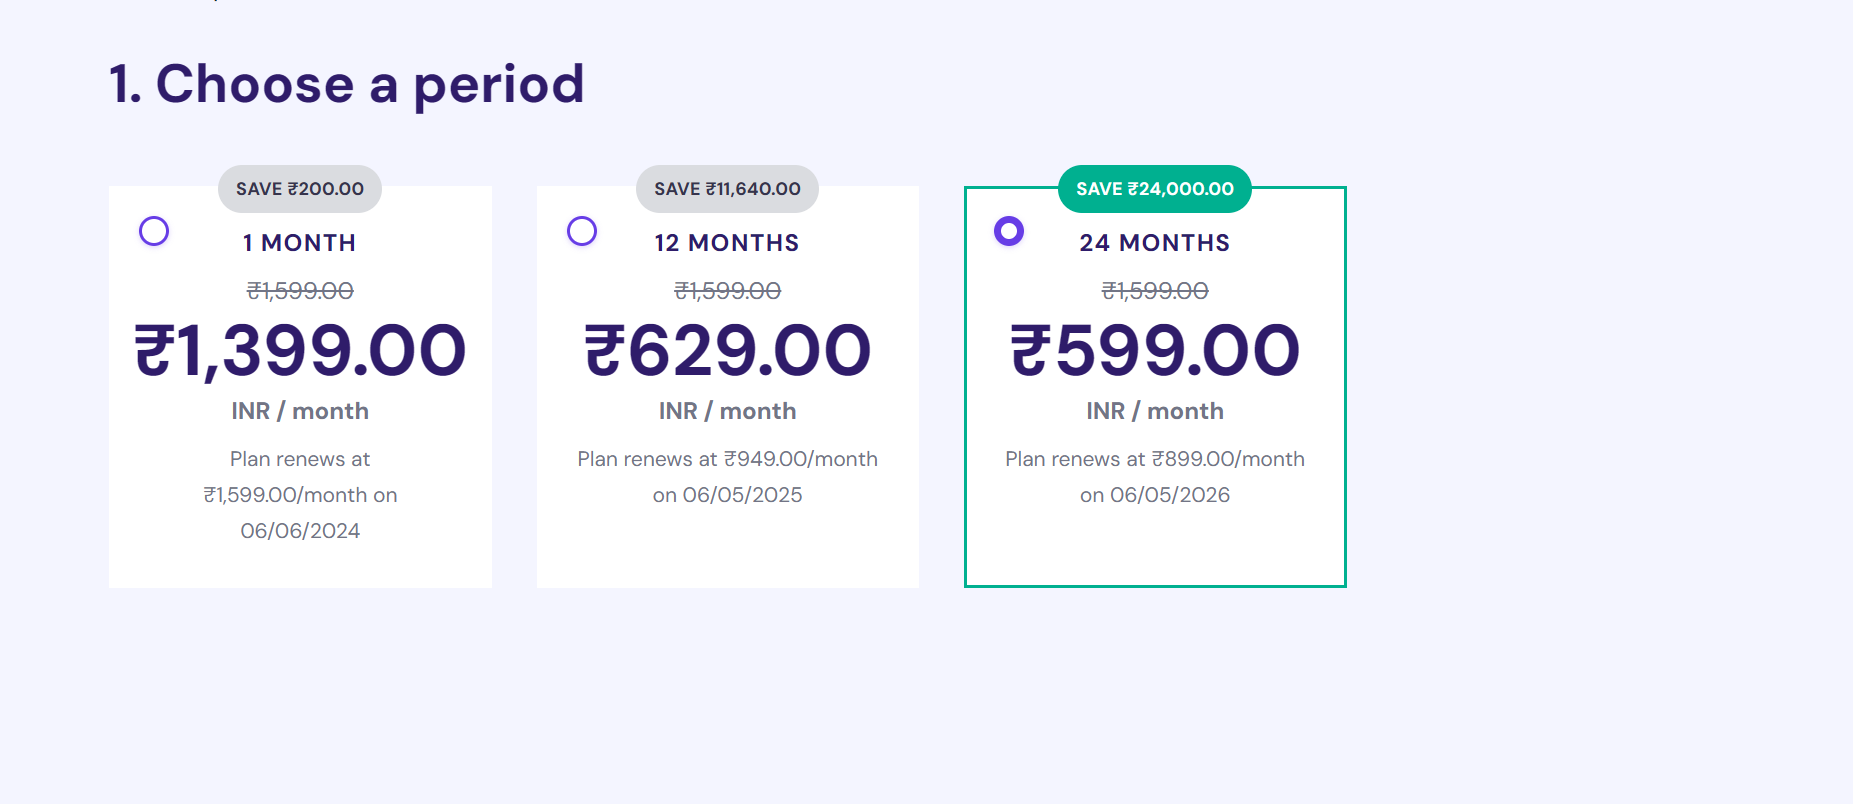 1. Choose a period
SAVE ₹200.00
1 MONTH
₹1,599.00
₹1,399.00
INR / month
Plan renews at
₹1,599.00/month on
06/06/2024
SAVE ₹11,640.00
12 MONTHS
₹1,599.00
₹629.00
INR / month
Plan renews at ₹949.00/month
on 06/05/2025
SAVE ₹24,000.00
24 MONTHS
₹1,599.00
₹599.00
INR / month
Plan renews at ₹899.00/month
on 06/05/2026